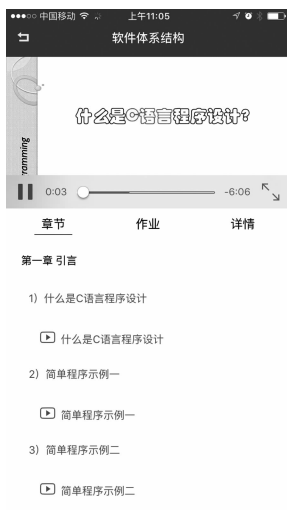 中国移动 上午11:05
软件体系结构
什么是C语言程序设计?
0:03 -6:06
章节 作业 详情
第一章 引言
1）什么是C语言程序设计
什么是C语言程序设计
2）简单程序示例一
简单程序示例一
3）简单程序示例二
简单程序示例二